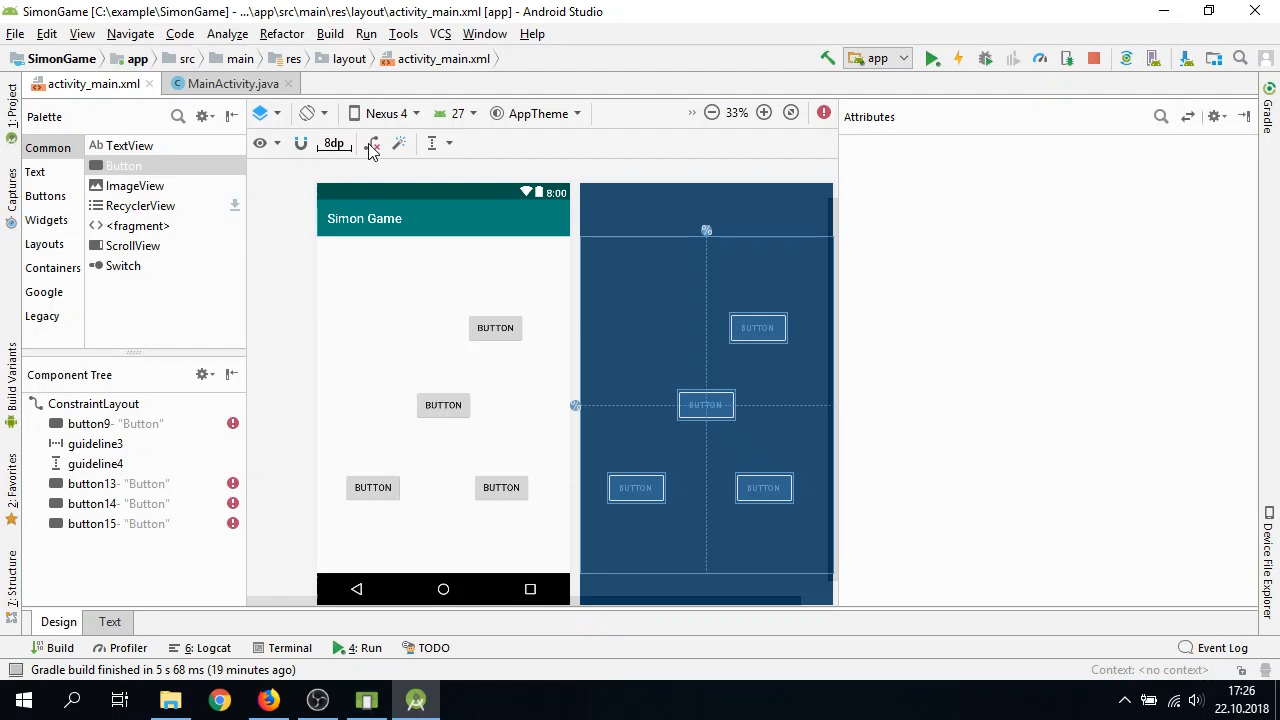 SimonGame [C:\example\SimonGame] - ...\app\src\main\res\layout\activity_main.xml [app] - Android Studio
File Edit View Navigate Code Analyze Refactor Build Run Tools VCS Window Help
SimonGame app src main res layout activity_main.xml app
activity_main.xml MainActivity.java
1: Project
Captures
Build Variants
2: Favorites
7: Structure
Palette
Common
Text
Buttons
Widgets
Layouts
Containers
Google
Legacy
Ab TextView
Button
ImageView
RecyclerView
<fragment>
ScrollView
Switch
Component Tree
ConstraintLayout
button9- "Button"
guideline3
guideline4
button13- "Button"
button14- "Button"
button15- "Button"
Nexus 4 27 AppTheme » 33%
8dp
8:00
Simon Game
BUTTON
BUTTON
BUTTON BUTTON
%
BUTTON
% BUTTON
BUTTON BUTTON
Attributes
Gradle
Device File Explorer
Design Text
Build Profiler 6: Logcat Terminal 4: Run TODO Event Log
Gradle build finished in 5 s 68 ms (19 minutes ago) Context: <no context>
17:26
22.10.2018